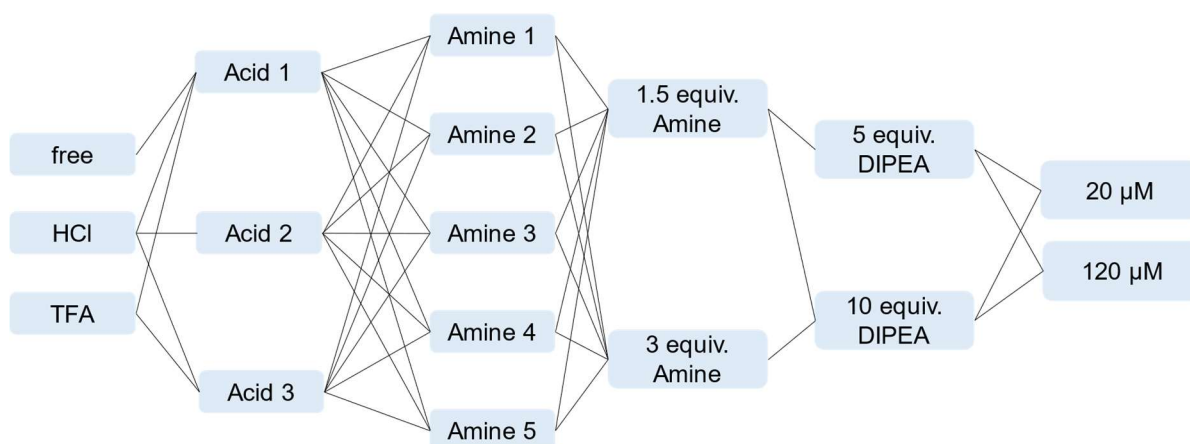 free
HCl
TFA
Acid 1
Acid 2
Acid 3
Amine 1
Amine 2
Amine 3
Amine 4
Amine 5
1.5 equiv.
Amine
3 equiv.
Amine
5 equiv.
DIPEA
10 equiv.
DIPEA
20 µM
120 µM